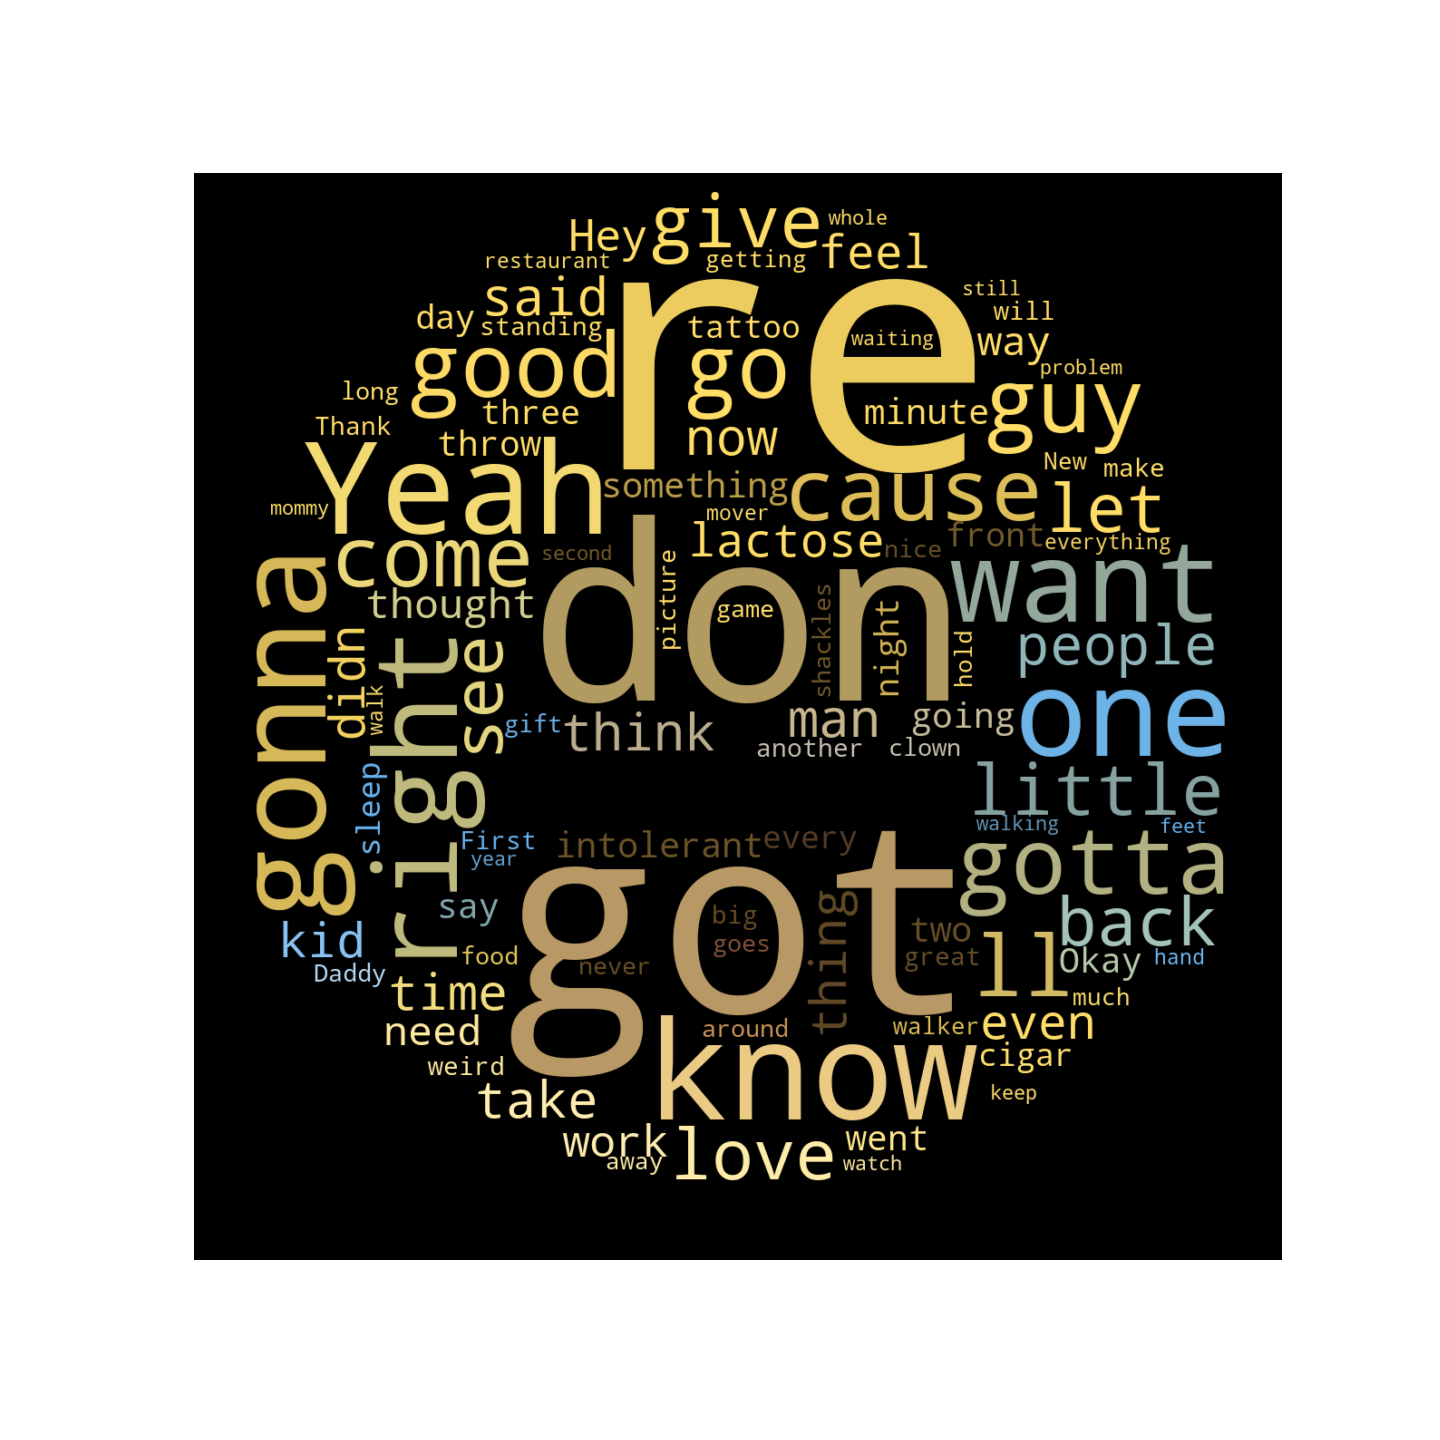 whole
Hey give
feel
restaurant getting
re
said
still
day standing tattoo will
good go waiting way
problem
long three minute guy
Thank throw now
Yeah New make
something cause let
mommy mover
come lactose nice front everything
second
don want
thought picture game shackles night hold people
gonna didn walk right see
gift think man going one
another clown
sleep little
First intolerant every walking feet
year
got gotta
say big thing two back
kid goes
Daddy food never great ll Okay hand
time much
need around walker even
weird know cigar
take keep
work love went
away watch